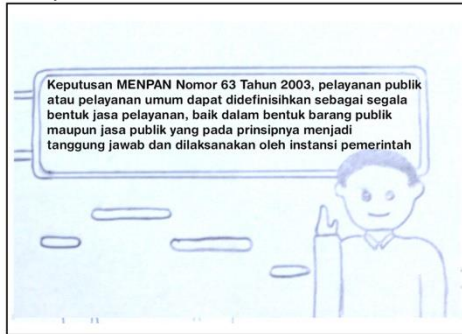 Keputusan MENPAN Nomor 63 Tahun 2003, pelayanan publik
atau pelayanan umum dapat didefinisihkan sebagai segala
bentuk jasa pelayanan, baik dalam bentuk barang publik
maupun jasa publik yang pada prinsipnya menjadi
tanggung jawab dan dilaksanakan oleh instansi pemerintah